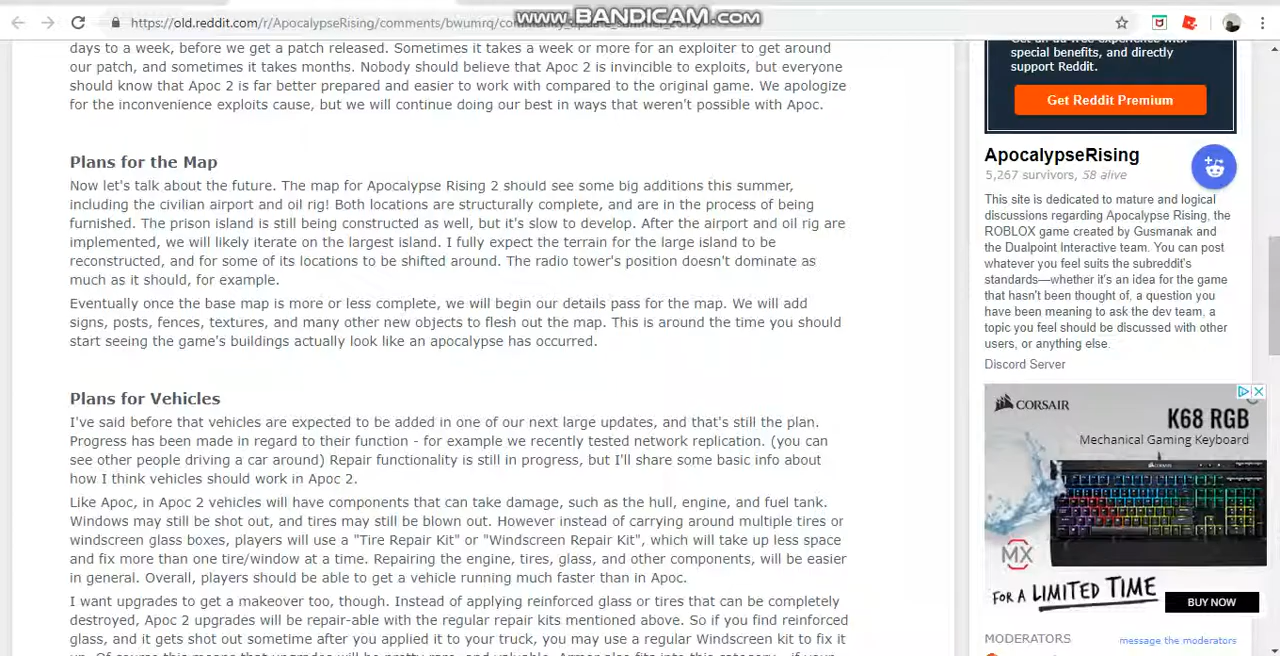 www.BANDICAM.com
https://old.reddit.com/r/ApocalypseRising/comments/bwumrq/
days to a week, before we get a patch ready. Sometimes it takes a week or more for an exploiter to get around
our patch, and sometimes it takes months. Nobody should believe that Apoc 2 is invincible to exploits, but everyone
should know that Apoc 2 is far better prepared and easier to work with compared to the original game. We apologize
for the inconvenience exploits cause, but we will continue doing our best in ways that weren't possible with Apoc.
Plans for the Map
Now let's talk about the future. The map for Apocalypse Rising 2 should see some big additions this summer,
including the civilian airport and oil rig! Both locations are structurally complete, and are in the process of being
furnished. The prison island is still being constructed as well, but it's slow to develop. After the airport and oil rig are
implemented, we will likely iterate on the largest island. I fully expect the terrain for the large island to be
reconstructed, and for some of its locations to be shifted around. The radio tower's position doesn't dominate as
much as it should, for example.
Eventually once the base map is more or less complete, we will begin our details pass for the map. We will add
signs, posts, fences, textures, and many other new objects to flesh out the map. This is around the time you should
start seeing the game's buildings actually look like an apocalypse has occurred.
Plans for Vehicles
I've said before that vehicles are expected to be added in one of our next large updates, and that's still the plan.
Progress has been made in regard to their function - for example we recently tested network replication. (you can
see other people driving a car around) Repair functionality is still in progress, but I'll share some basic info about
how I think vehicles should work in Apoc 2.
Like Apoc, in Apoc 2 vehicles will have components that can take damage, such as the hull, engine, and fuel tank.
Windows may still be shot out, and tires may still be blown out. However instead of carrying around multiple tires or
windscreen glass boxes, players will use a "Tire Repair Kit" or "Windscreen Repair Kit", which will take up less space
and fix more than one tire/window at a time. Repairing the engine, tires, glass, and other components, will be easier
in general. Overall, players should be able to get a vehicle running much faster than in Apoc.
I want upgrades to get a makeover too, though. Instead of applying reinforced glass or tires that can be completely
destroyed, Apoc 2 upgrades will be repair-able with the regular repair kits mentioned above. So if you find reinforced
glass, and it gets shot out sometime after you applied it to your truck, you may use a regular Windscreen kit to fix it
special benefits, and directly
support Reddit.
Get Reddit Premium
ApocalypseRising
5,267 survivors, 58 alive
This site is dedicated to mature and logical
discussions regarding Apocalypse Rising, the
ROBLOX game created by Gusmanak and
the Dualpoint Interactive team. You can post
whatever you feel suits the subreddit's
standards—whether it's an idea for the game
that hasn't been thought of, a question you
have been meaning to ask the dev team, a
topic you feel should be discussed with other
users, or anything else.
Discord Server
CORSAIR
K68 RGB
Mechanical Gaming Keyboard
MX
FOR A LIMITED TIME
BUY NOW
MODERATORS
message the moderators